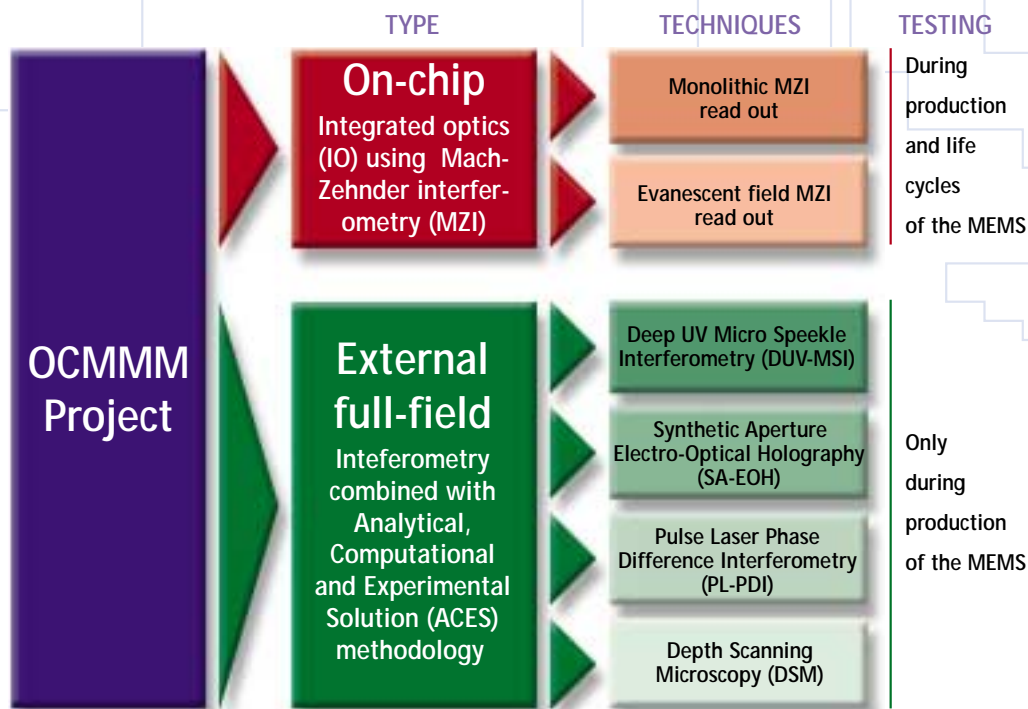 TYPE
TECHNIQUES
TESTING
OCMMM
Project
On-chip
Integrated optics
(IO) using Mach-
Zehnder interfer-
ometry (MZI)
Monolithic MZI
read out
Evanescent field MZI
read out
During
production
and life
cycles
of the MEMS
External
full-field
Inteferometry
combined with
Analytical,
Computational
and Experimental
Solution (ACES)
methodology
Deep UV Micro Speekle
Interferometry (DUV-MSI)
Synthetic Aperture
Electro-Optical Holography
(SA-EOH)
Pulse Laser Phase
Difference Interferometry
(PL-PDI)
Depth Scanning
Microscopy (DSM)
Only
during
production
of the MEMS